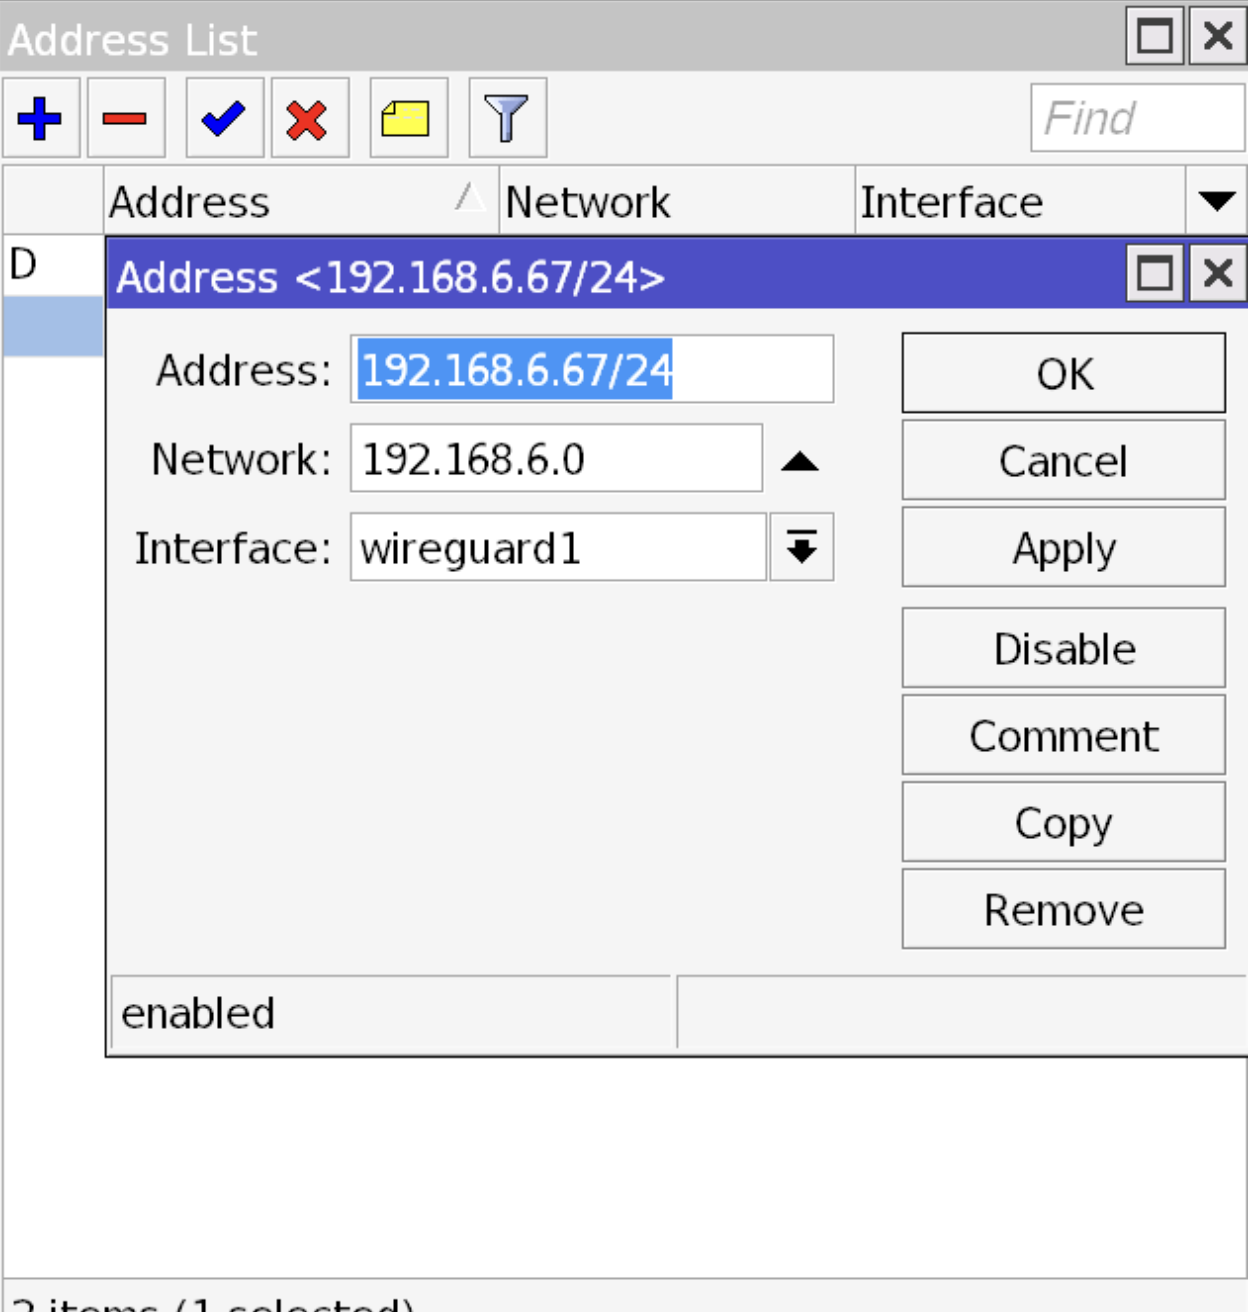 Address List
Find
Address Network Interface
D
Address <192.168.6.67/24>
Address: 192.168.6.67/24
OK
Network: 192.168.6.0
Cancel
Interface: wireguard1
Apply
Disable
Comment
Copy
Remove
enabled
items (1 selected)